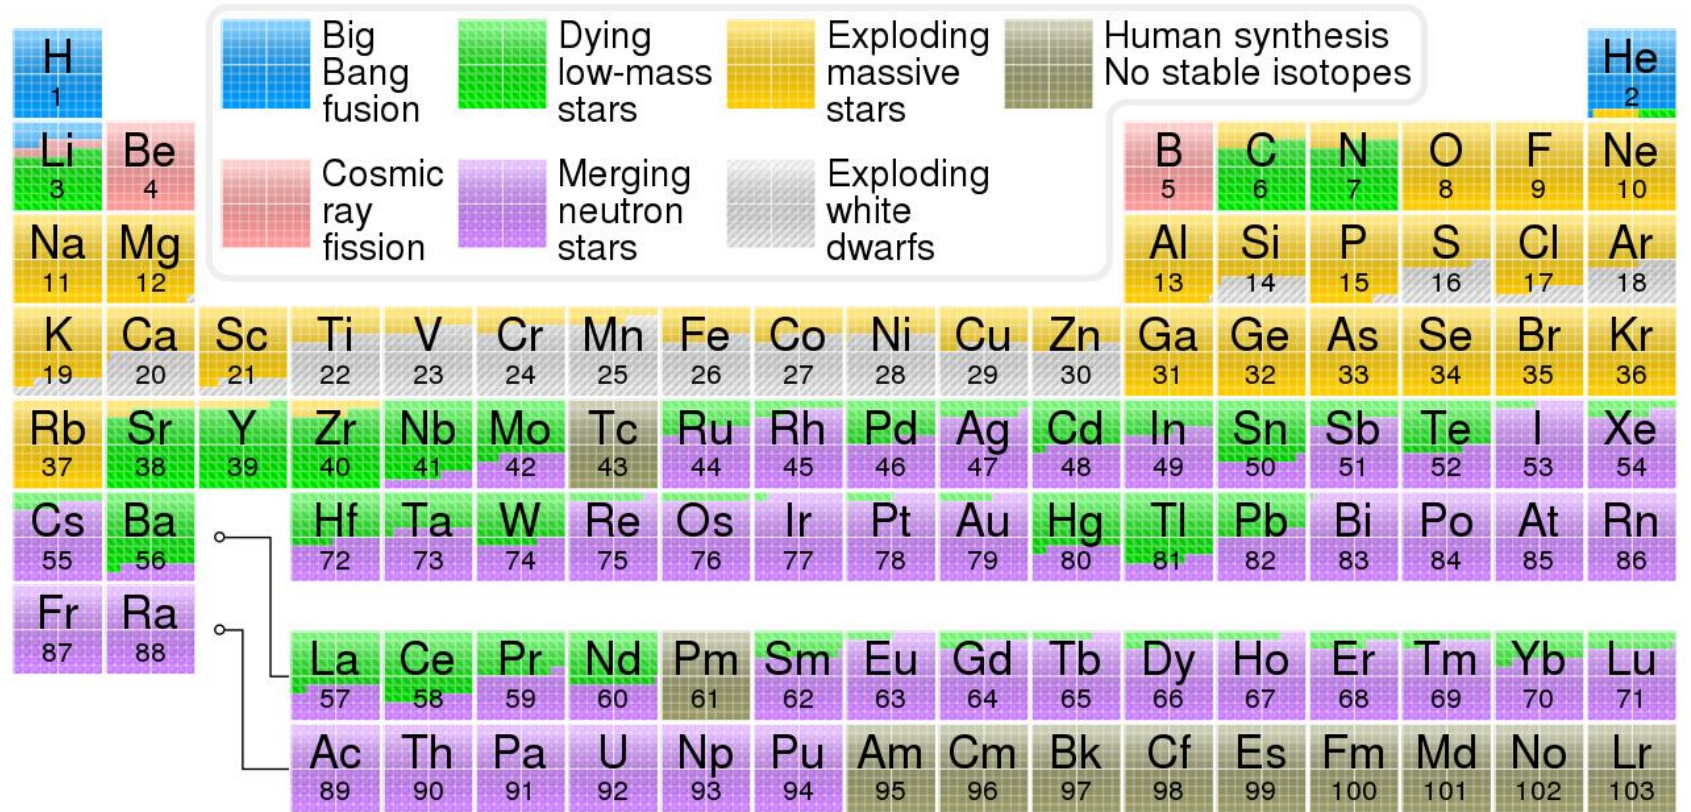 Big
Bang
fusion
Dying
low-mass
stars
Exploding
massive
stars
Human synthesis
No stable isotopes
Cosmic
ray
fission
Merging
neutron
stars
Exploding
white
dwarfs
H He
1 2
Li Be B C N O F Ne
3 4 5 6 7 8 9 10
Na Mg Al Si P S Cl Ar
11 12 13 14 15 16 17 18
K Ca Sc Ti V Cr Mn Fe Co Ni Cu Zn Ga Ge As Se Br Kr
19 20 21 22 23 24 25 26 27 28 29 30 31 32 33 34 35 36
Rb Sr Y Zr Nb Mo Tc Ru Rh Pd Ag Cd In Sn Sb Te I Xe
37 38 39 40 41 42 43 44 45 46 47 48 49 50 51 52 53 54
Cs Ba Hf Ta W Re Os Ir Pt Au Hg Tl Pb Bi Po At Rn
55 56 72 73 74 75 76 77 78 79 80 81 82 83 84 85 86
Fr Ra
87 88
La Ce Pr Nd Pm Sm Eu Gd Tb Dy Ho Er Tm Yb Lu
57 58 59 60 61 62 63 64 65 66 67 68 69 70 71
Ac Th Pa U Np Pu Am Cm Bk Cf Es Fm Md No Lr
89 90 91 92 93 94 95 96 97 98 99 100 101 102 103